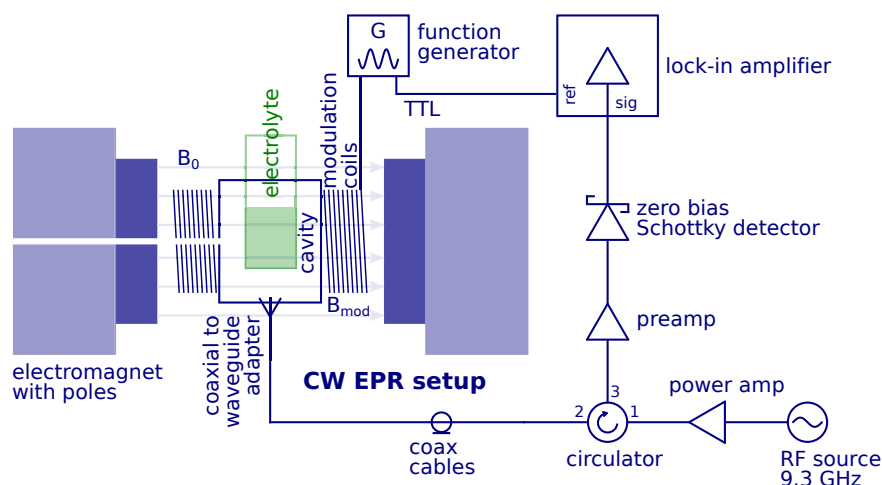 G
function
generator
lock-in amplifier
ref
sig
TTL
modulation
coils
electrolyte
B0
zero bias
Schottky detector
cavity
Bmod
preamp
coaxial to
waveguide
adapter
electromagnet
with poles
CW EPR setup
power amp
3
2
1
coax
cables
circulator
RF source
9.3 GHz